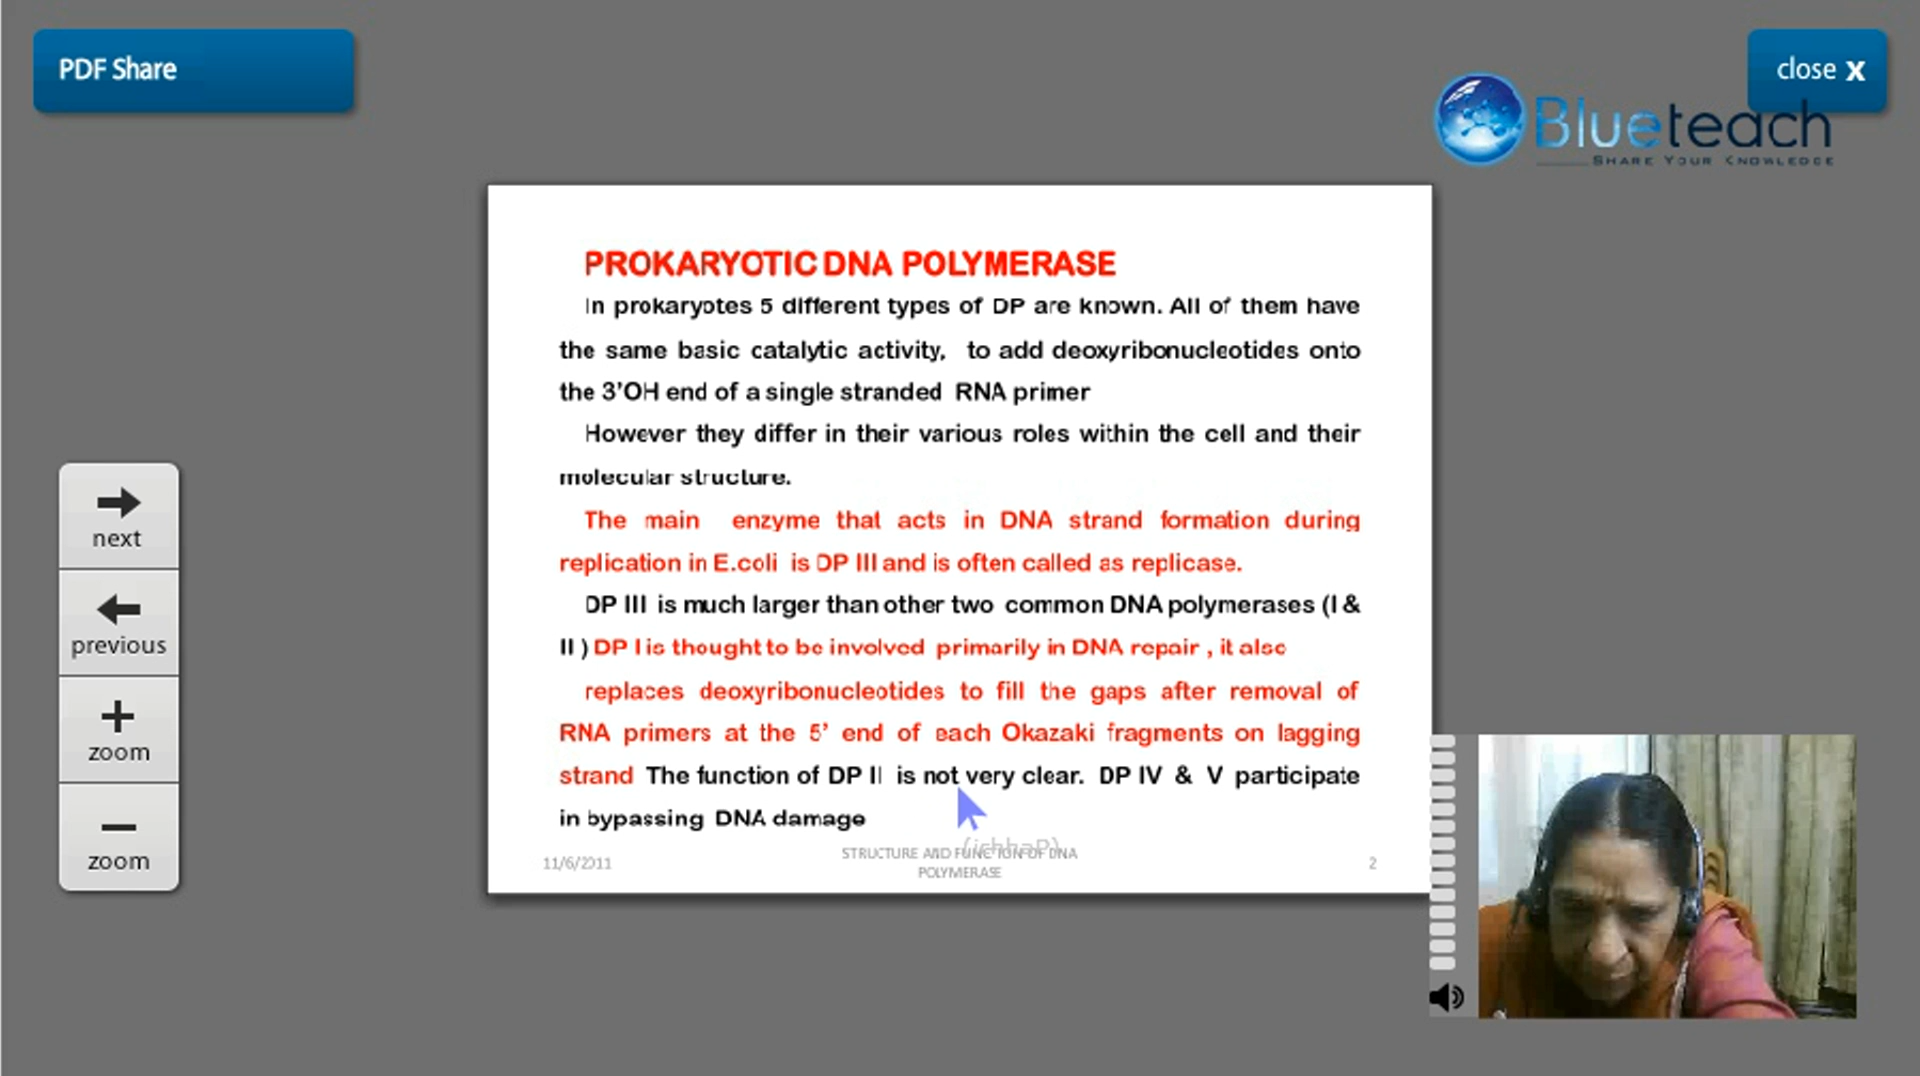 PDF Share
close X
Blueteach
SHARE YOUR KNOWLEDGE
PROKARYOTIC DNA POLYMERASE
In prokaryotes 5 different types of DP are known. All of them have
the same basic catalytic activity, to add deoxyribonucleotides onto
the 3'OH end of a single stranded RNA primer
However they differ in their various roles within the cell and their
molecular structure.
The main enzyme that acts in DNA strand formation during
replication in E.coli is DP III and is often called as replicase.
DP III is much larger than other two common DNA polymerases (I &
II ) DP I is thought to be involved primarily in DNA repair , it also
replaces deoxyribonucleotides to fill the gaps after removal of
RNA primers at the 5' end of each Okazaki fragments on lagging
strand The function of DP II is not very clear. DP IV & V participate
in bypassing DNA damage
(ichhaP)
11/6/2011
STRUCTURE AND FUNCTION OF DNA
POLYMERASE
2
next
previous
zoom
zoom